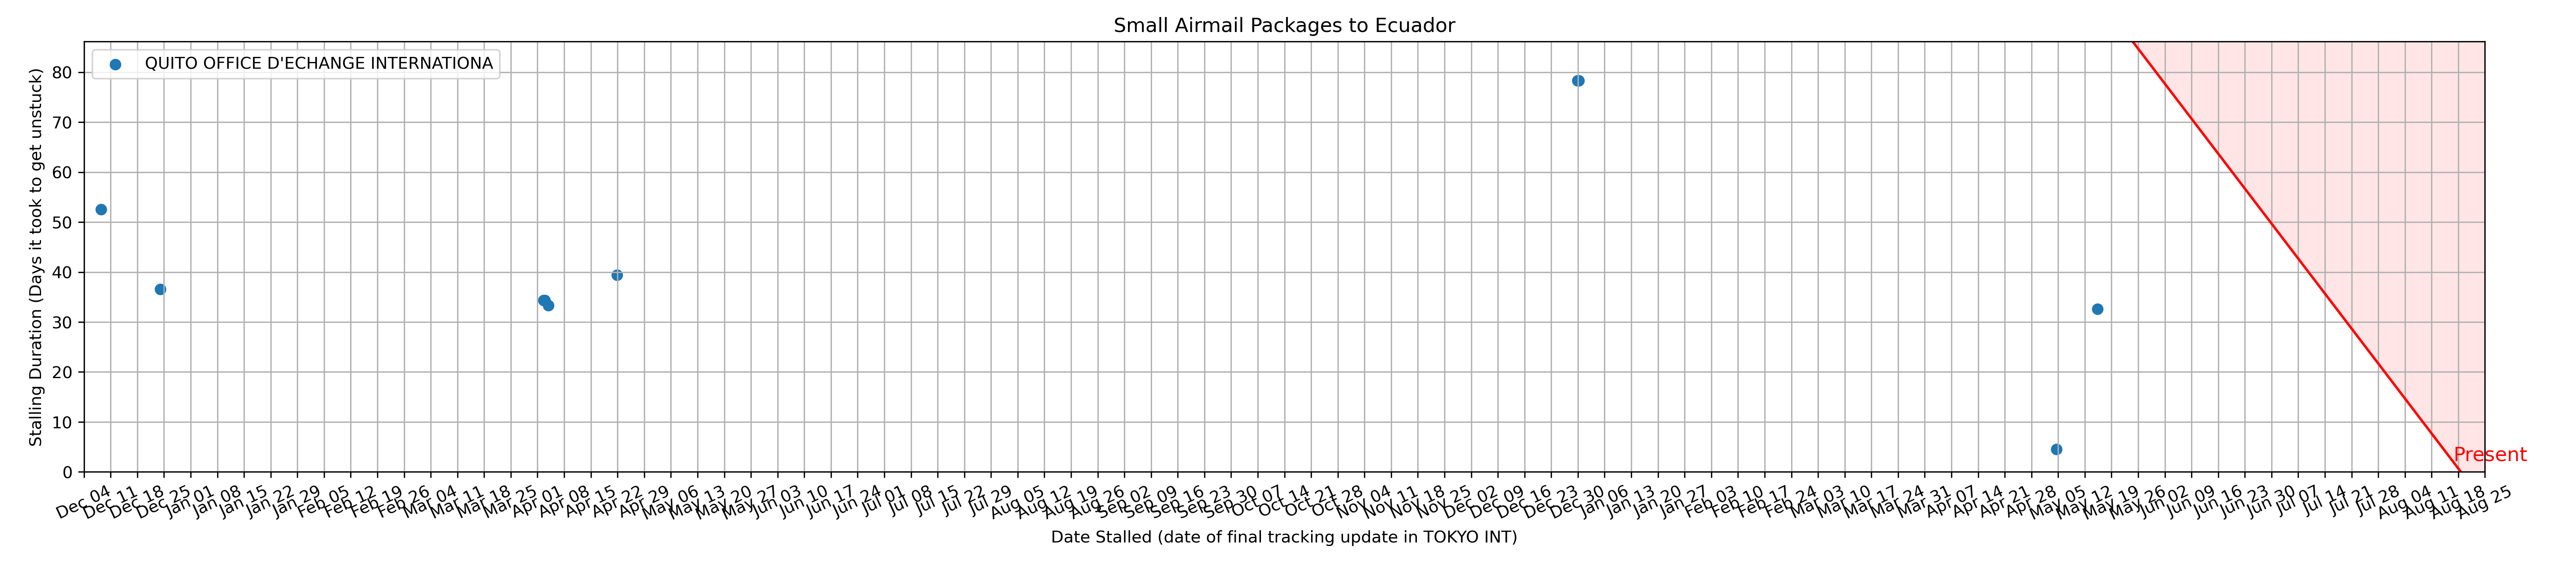 Small Airmail Packages to Ecuador
QUITO OFFICE D'ECHANGE INTERNATIONA
Stalling Duration (Days it took to get unstuck)
80
70
60
50
40
30
20
10
0
Present
Dec 04 Dec 11 Dec 18 Dec 25 Jan 01 Jan 08 Jan 15 Jan 22 Jan 29 Feb 05 Feb 12 Feb 19 Feb 26 Mar 04 Mar 11 Mar 18 Mar 25 Apr 01 Apr 08 Apr 15 Apr 22 Apr 29 May 06 May 13 May 20 May 27 Jun 03 Jun 10 Jun 17 Jun 24 Jul 01 Jul 08 Jul 15 Jul 22 Jul 29 Aug 05 Aug 12 Aug 19 Aug 26 Sep 02 Sep 09 Sep 16 Sep 23 Sep 30 Oct 07 Oct 14 Oct 21 Oct 28 Nov 04 Nov 11 Nov 18 Nov 25 Dec 02 Dec 09 Dec 16 Dec 23 Dec 30 Jan 06 Jan 13 Jan 20 Jan 27 Feb 03 Feb 10 Feb 17 Feb 24 Mar 03 Mar 10 Mar 17 Mar 24 Mar 31 Apr 07 Apr 14 Apr 21 Apr 28 May 05 May 12 May 19 May 26 Jun 02 Jun 09 Jun 16 Jun 23 Jun 30 Jul 07 Jul 14 Jul 21 Jul 28 Aug 04 Aug 11 Aug 18 Aug 25
Date Stalled (date of final tracking update in TOKYO INT)